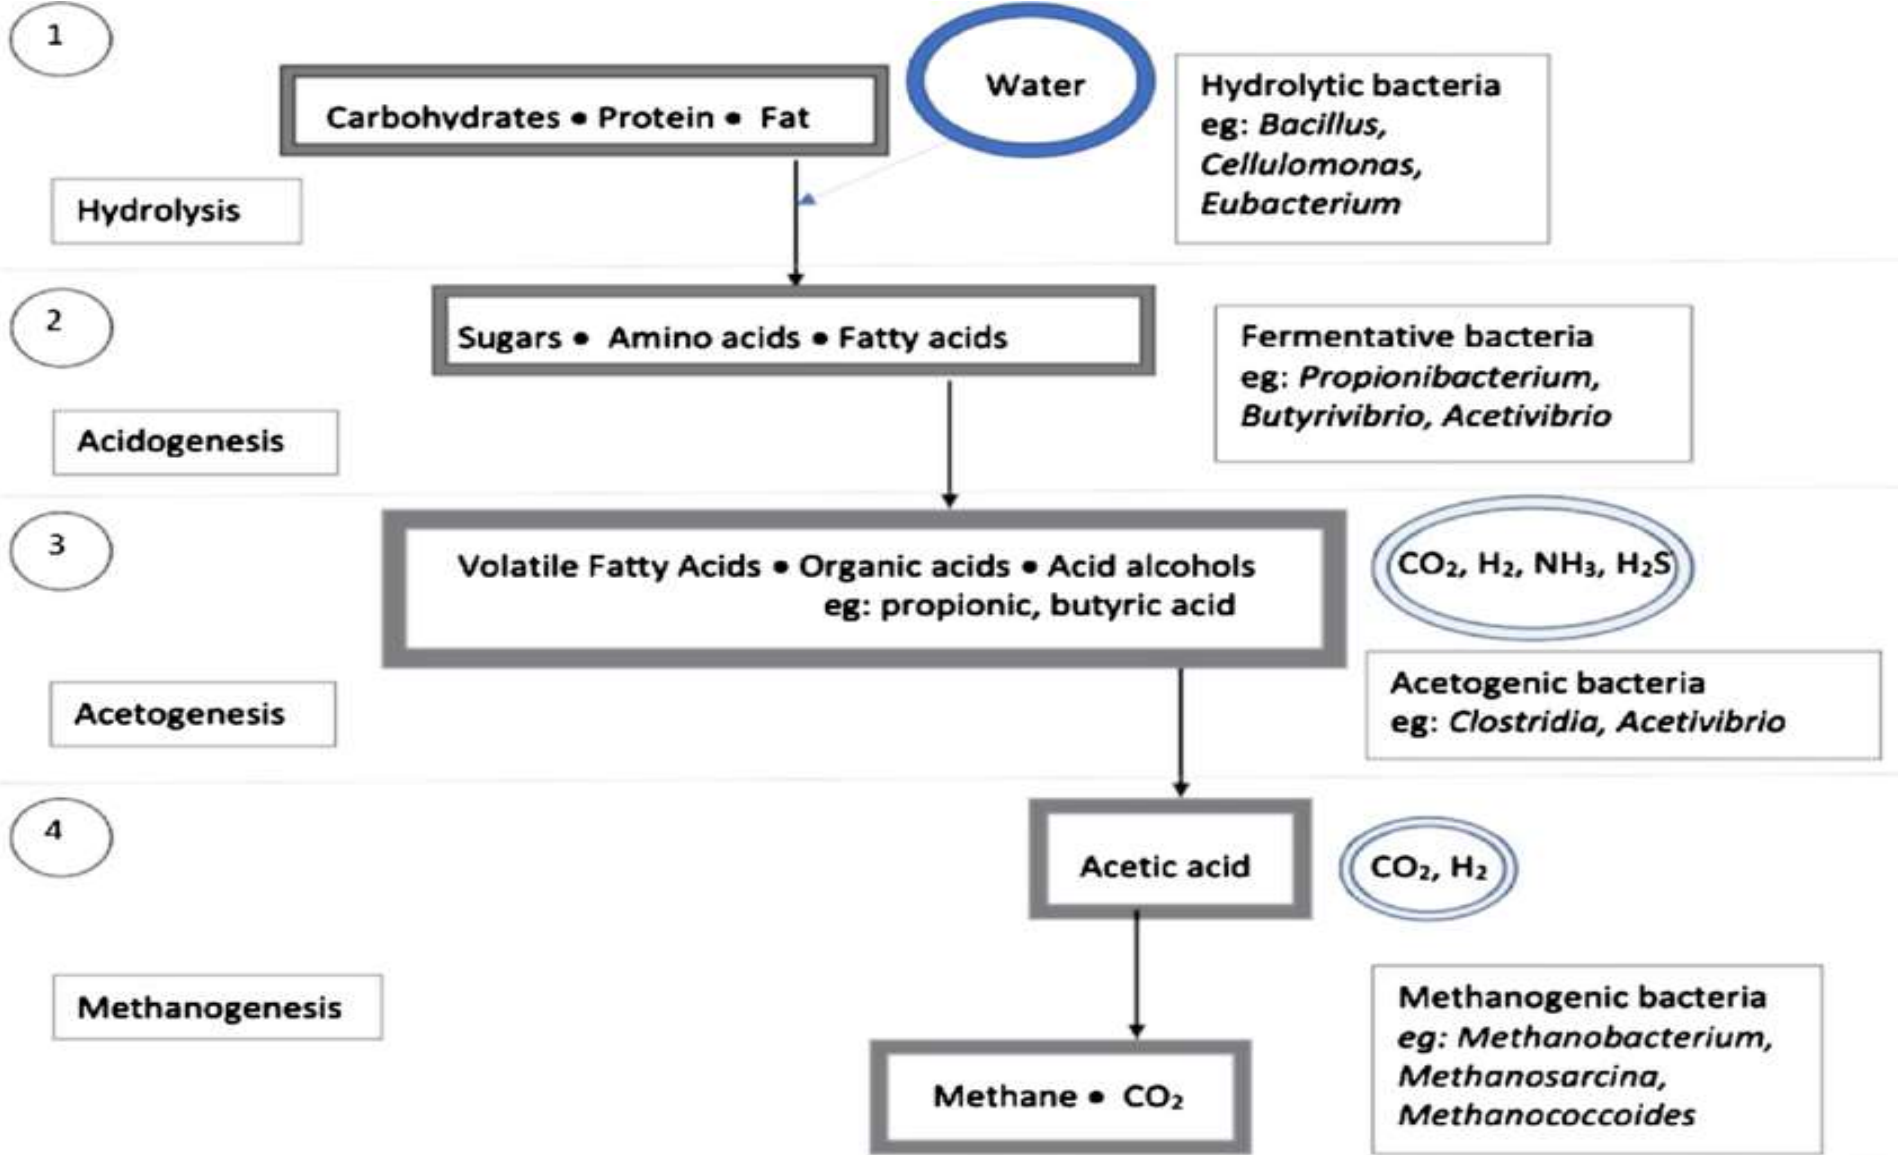 1
Carbohydrates • Protein • Fat
Water
Hydrolytic bacteria
eg: Bacillus,
Cellulomonas,
Eubacterium
Hydrolysis
2
Sugars • Amino acids • Fatty acids
Fermentative bacteria
eg: Propionibacterium,
Butyrivibrio, Acetivibrio
Acidogenesis
3
Volatile Fatty Acids • Organic acids • Acid alcohols
eg: propionic, butyric acid
CO₂, H₂, NH₃, H₂S
Acetogenic bacteria
eg: Clostridia, Acetivibrio
Acetogenesis
4
Acetic acid
CO₂, H₂
Methanogenesis
Methanogenic bacteria
eg: Methanobacterium,
Methanosarcina,
Methanococcoides
Methane • CO₂